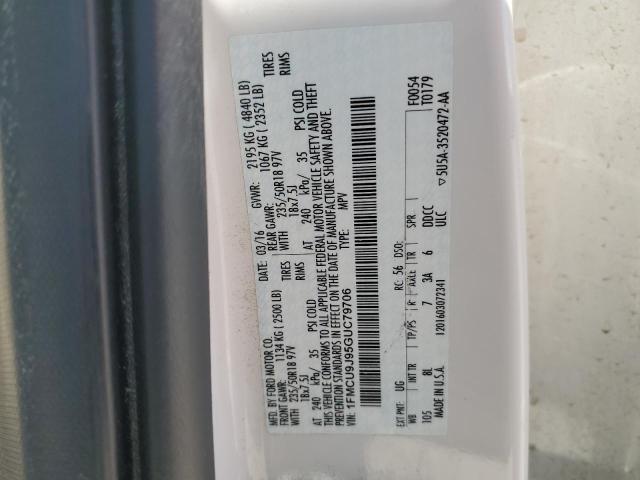 MFD. BY FORD MOTOR CO.
DATE: 03/16 GVWR: 2195 KG ( 4840 LB)
FRONT GAWR: 1134 KG ( 2500 LB) REAR GAWR: 1067 KG ( 2352 LB)
WITH 235/50R18 97V TIRES WITH 235/50R18 97V TIRES
18x7.5J RIMS 18x7.5J RIMS
AT 240 kPa/ 35 PSI COLD AT 240 kPa/ 35 PSI COLD
THIS VEHICLE CONFORMS TO ALL APPLICABLE FEDERAL MOTOR VEHICLE SAFETY AND THEFT
PREVENTION STANDARDS IN EFFECT ON THE DATE OF MANUFACTURE SHOWN ABOVE.
VIN: 1FMCU9J95GUC79706 TYPE: MPV
F0054
T0179
EXT PNT: UG RC: 56 DSO:
WB INT TR TP/PS R AXLE TR SPR
105 8L 7 3A 6 DDCC
ULC
MADE IN U.S.A. 1201603072341
▽5U5A-3520472-AA